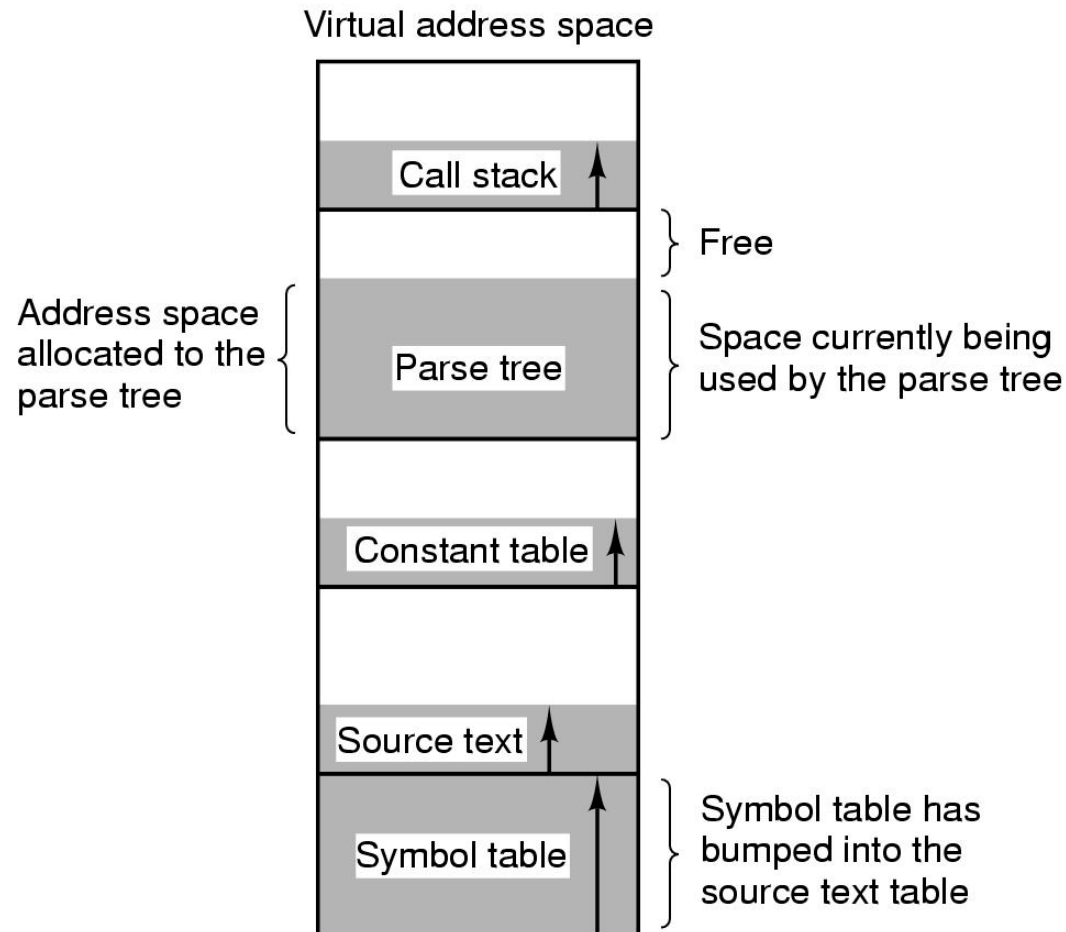 Virtual address space
Call stack
Free
Address space
allocated to the
parse tree
Parse tree
Space currently being
used by the parse tree
Constant table
Source text
Symbol table
Symbol table has
bumped into the
source text table